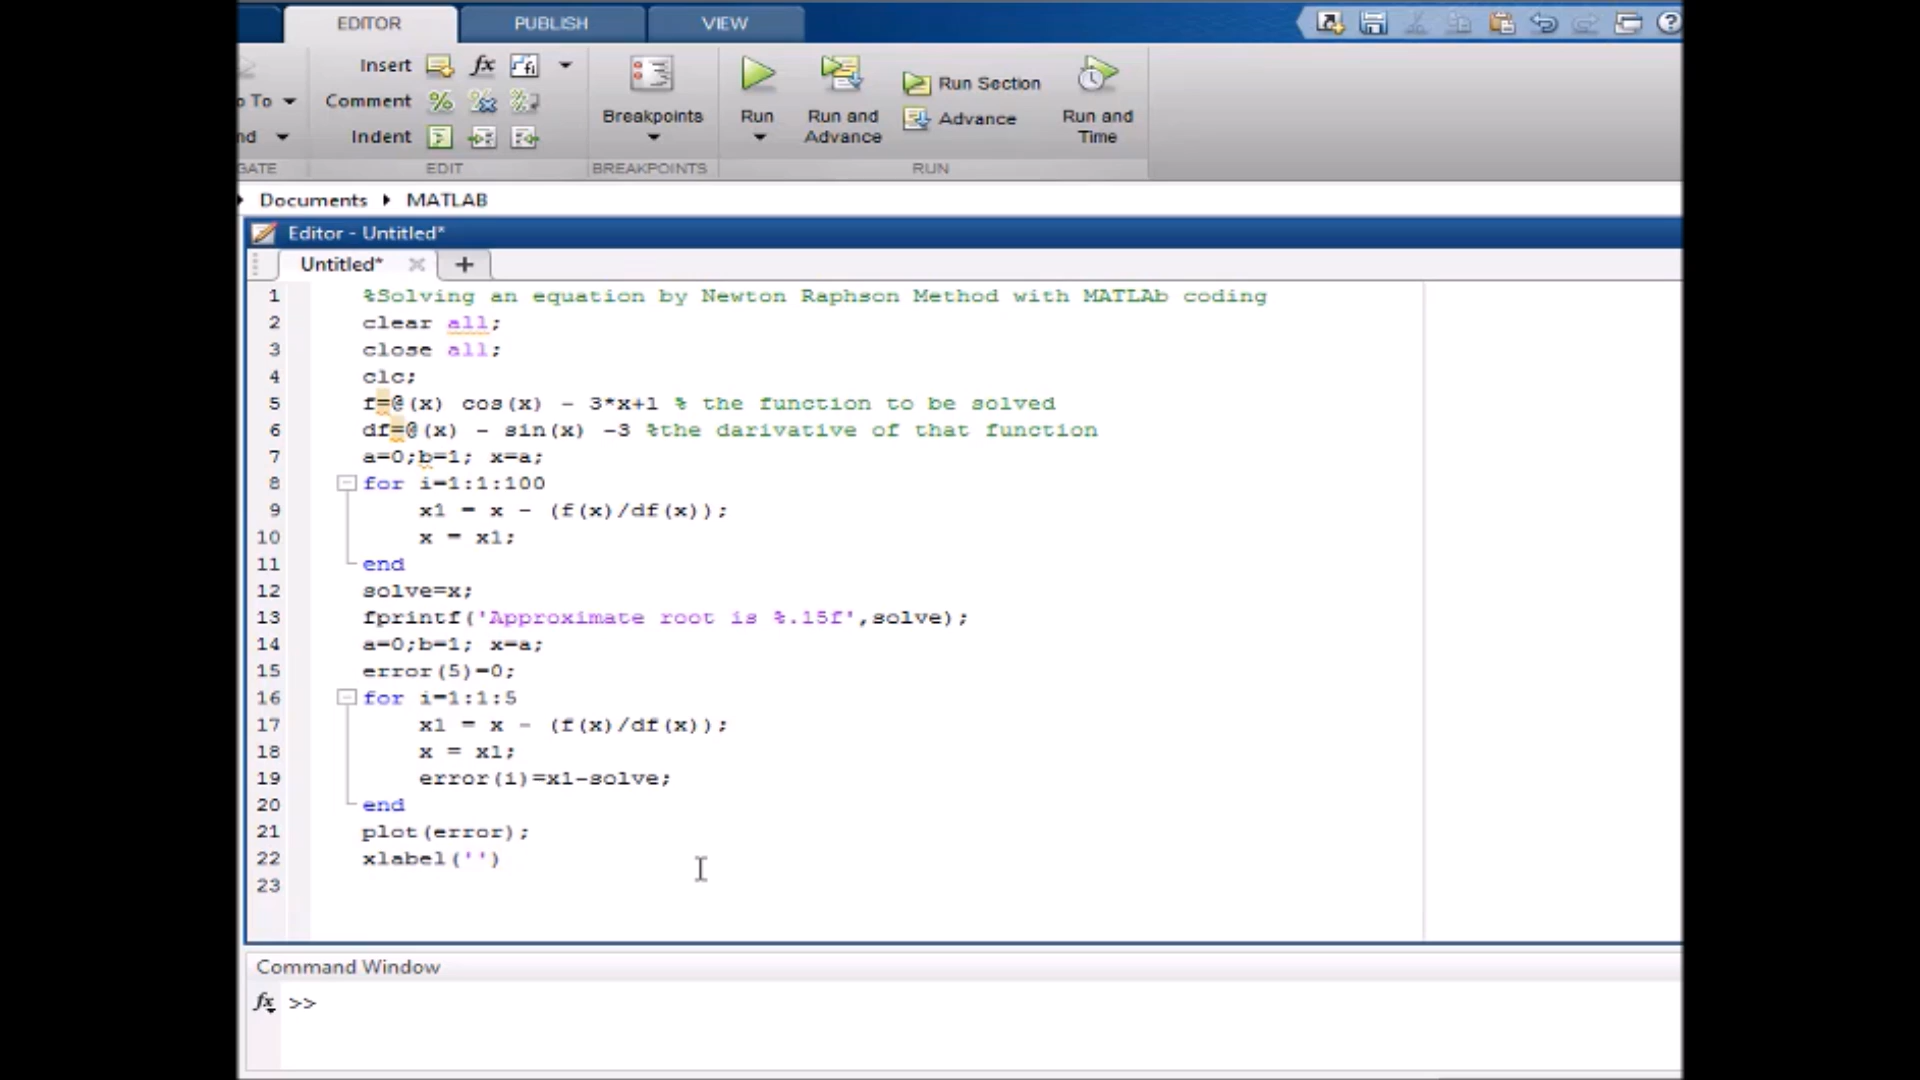 EDITOR PUBLISH VIEW
Insert
Comment
Indent
o To
nd
Breakpoints
Run
Run and Advance
Run Section
Advance
Run and Time
GATE EDIT BREAKPOINTS RUN
Documents MATLAB
Editor - Untitled*
Untitled*
1 %Solving an equation by Newton Raphson Method with MATLAb coding
2 clear all;
3 close all;
4 clc;
5 f=@(x) cos(x) - 3*x+1 % the function to be solved
6 df=@(x) - sin(x) -3 %the darivative of that function
7 a=0;b=1; x=a;
8 for i=1:1:100
9 x1 = x - (f(x)/df(x));
10 x = x1;
11 end
12 solve=x;
13 fprintf('Approximate root is %.15f',solve);
14 a=0;b=1; x=a;
15 error(5)=0;
16 for i=1:1:5
17 x1 = x - (f(x)/df(x));
18 x = x1;
19 error(i)=x1-solve;
20 end
21 plot(error);
22 xlabel('')
23
Command Window
fx >>